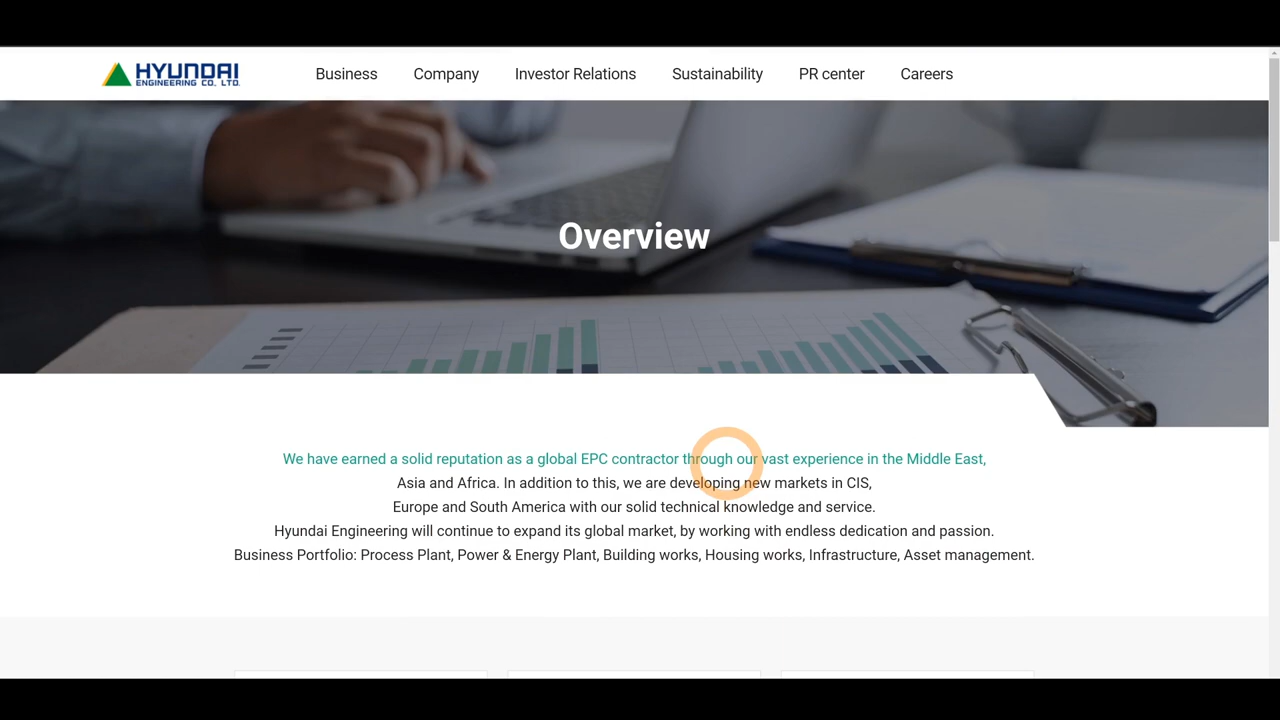 HYUNDAI
ENGINEERING CO., LTD.
Business
Company
Investor Relations
Sustainability
PR center
Careers
Overview
We have earned a solid reputation as a global EPC contractor through our vast experience in the Middle East,
Asia and Africa. In addition to this, we are developing new markets in CIS,
Europe and South America with our solid technical knowledge and service.
Hyundai Engineering will continue to expand its global market, by working with endless dedication and passion.
Business Portfolio: Process Plant, Power & Energy Plant, Building works, Housing works, Infrastructure, Asset management.